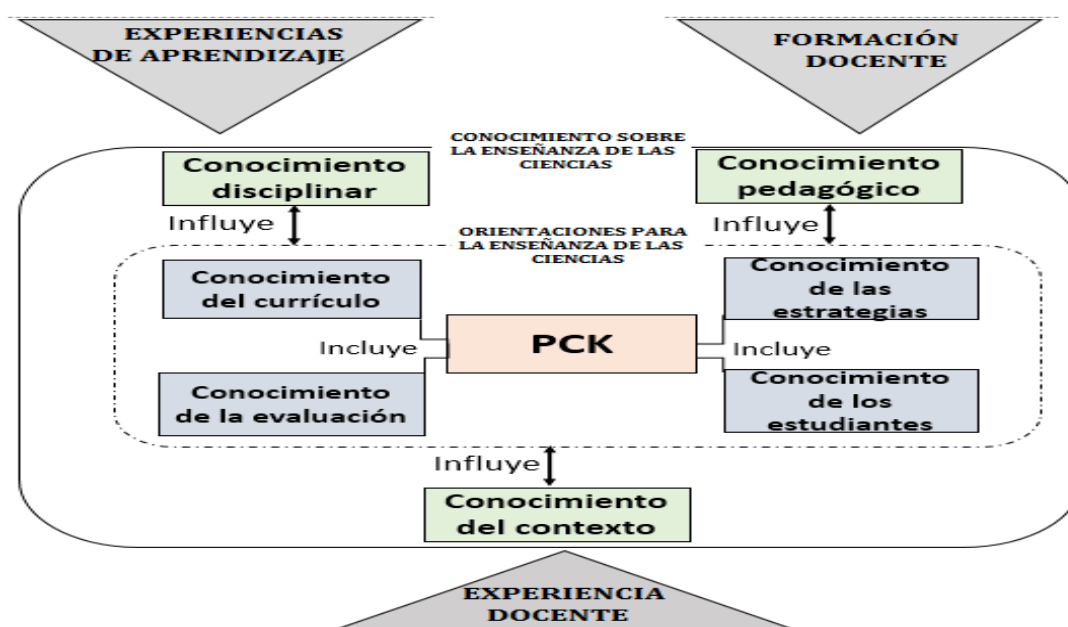 EXPERIENCIAS
DE APRENDIZAJE
FORMACIÓN
DOCENTE
CONOCIMIENTO SOBRE
LA ENSEÑANZA DE LAS
CIENCIAS
Conocimiento
disciplinar
Conocimiento
pedagógico
Influye
Influye
ORIENTACIONES PARA
LA ENSEÑANZA DE LAS
CIENCIAS
Conocimiento
del currículo
Conocimiento
de las
estrategias
Incluye
PCK
Incluye
Conocimiento
de la evaluación
Conocimiento
de los
estudiantes
Influye
Conocimiento
del contexto
EXPERIENCIA
DOCENTE